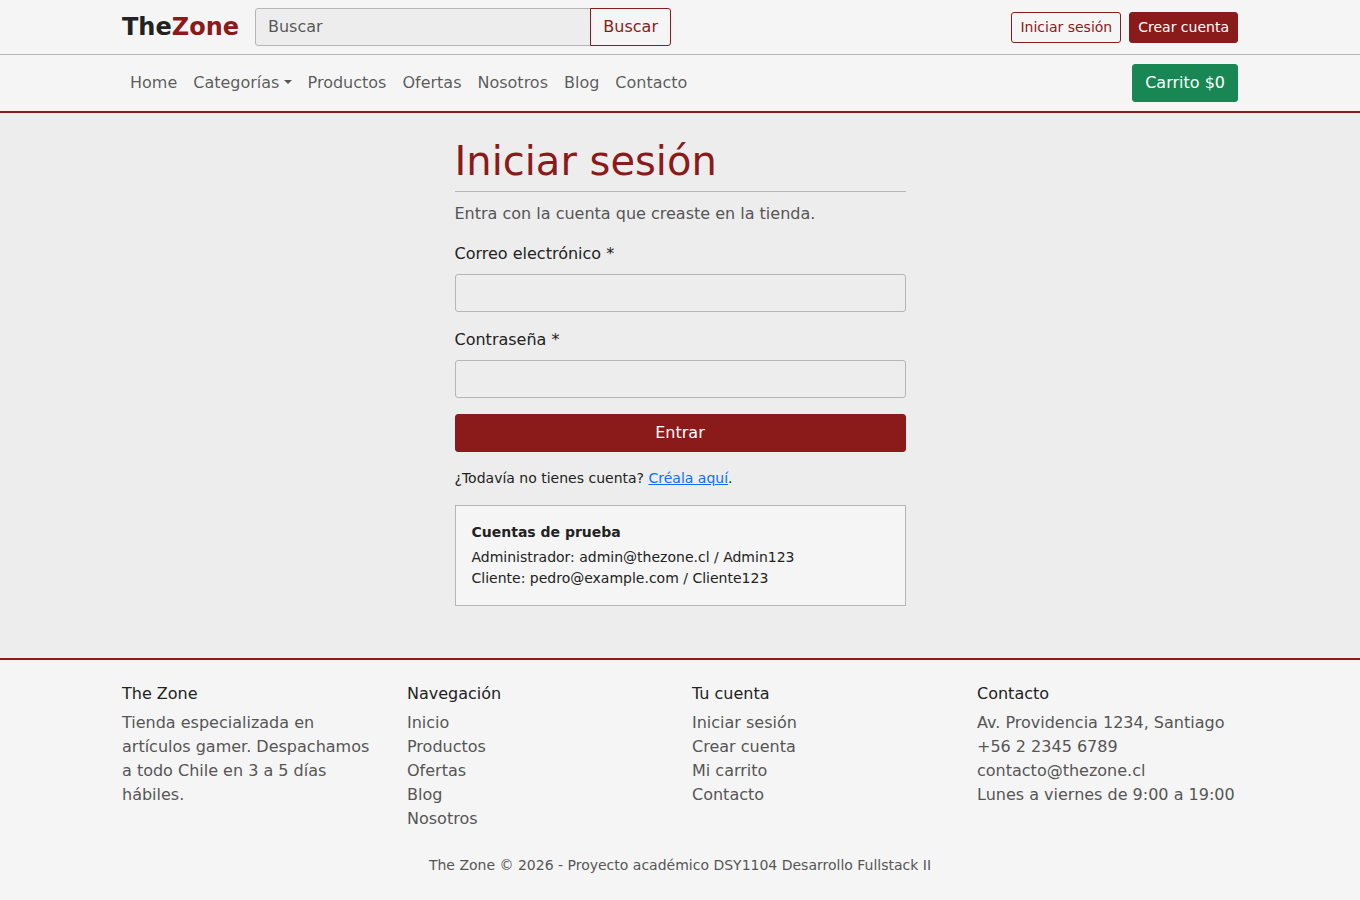 TheZone
Buscar
Buscar
Iniciar sesión
Crear cuenta
Home
Categorías
Productos
Ofertas
Nosotros
Blog
Contacto
Carrito $0
Iniciar sesión
Entra con la cuenta que creaste en la tienda.
Correo electrónico *
Contraseña *
Entrar
¿Todavía no tienes cuenta? Créala aquí.
Cuentas de prueba
Administrador: admin@thezone.cl / Admin123
Cliente: pedro@example.com / Cliente123
The Zone
Tienda especializada en
artículos gamer. Despachamos
a todo Chile en 3 a 5 días
hábiles.
Navegación
Inicio
Productos
Ofertas
Blog
Nosotros
Tu cuenta
Iniciar sesión
Crear cuenta
Mi carrito
Contacto
Contacto
Av. Providencia 1234, Santiago
+56 2 2345 6789
contacto@thezone.cl
Lunes a viernes de 9:00 a 19:00
The Zone © 2026 - Proyecto académico DSY1104 Desarrollo Fullstack II